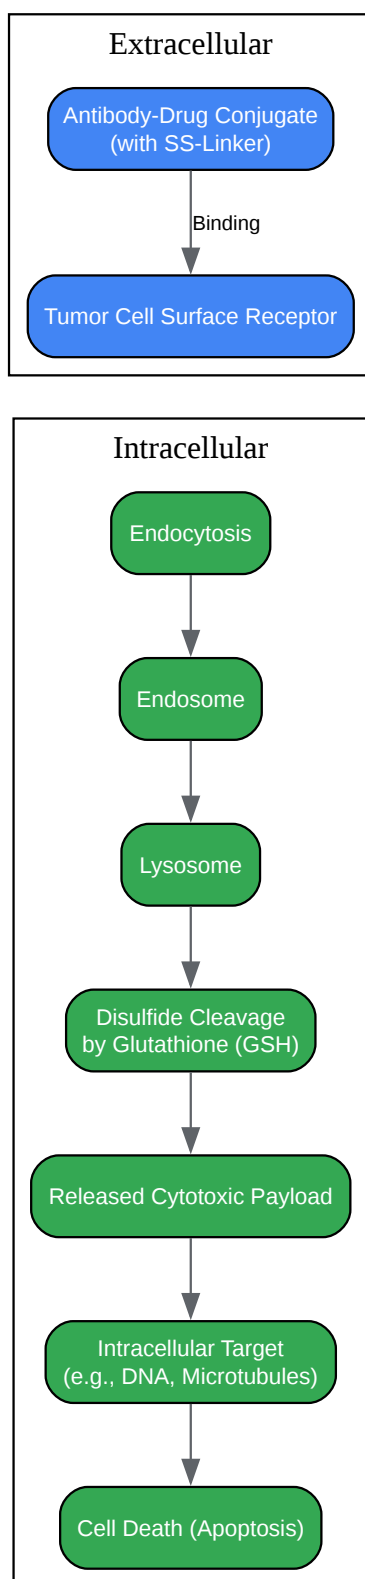 Extracellular
Antibody-Drug Conjugate
(with SS-Linker)
Binding
Tumor Cell Surface Receptor
Intracellular
Endocytosis
Endosome
Lysosome
Disulfide Cleavage
by Glutathione (GSH)
Released Cytotoxic Payload
Intracellular Target
(e.g., DNA, Microtubules)
Cell Death (Apoptosis)